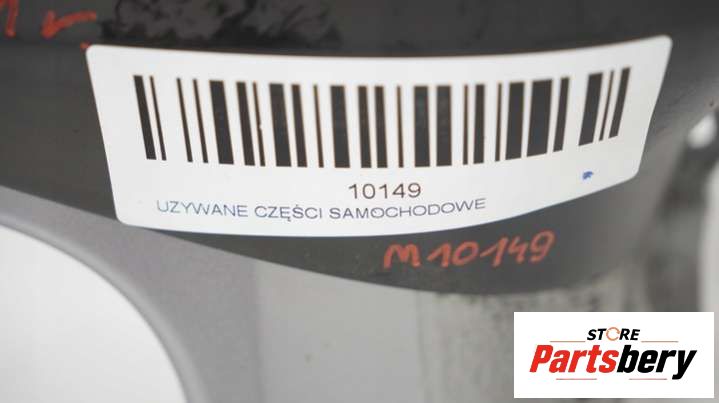 10149
UZYWANE CZĘŚCI SAMOCHODOWE
M10149
STORE
Partsbery